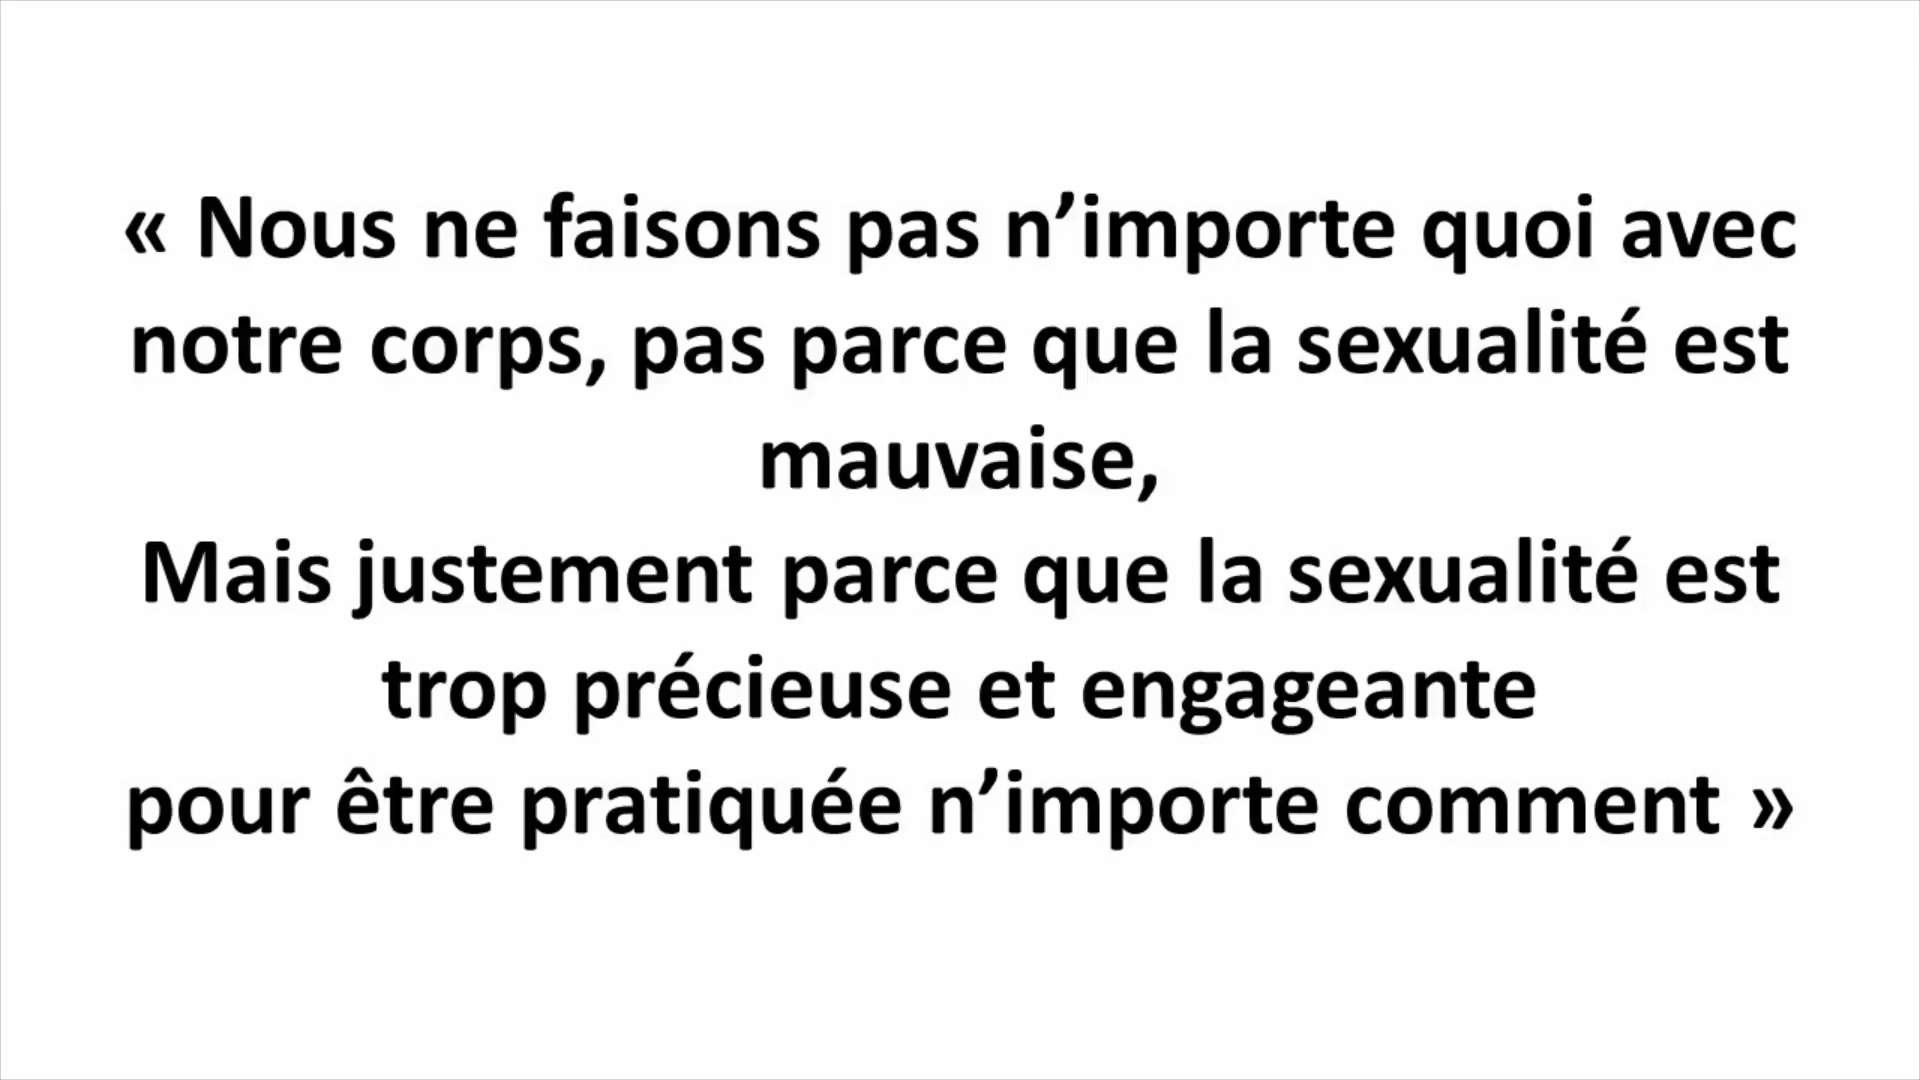 « Nous ne faisons pas n’importe quoi avec
notre corps, pas parce que la sexualité est
mauvaise,
Mais justement parce que la sexualité est
trop précieuse et engageante
pour être pratiquée n’importe comment »